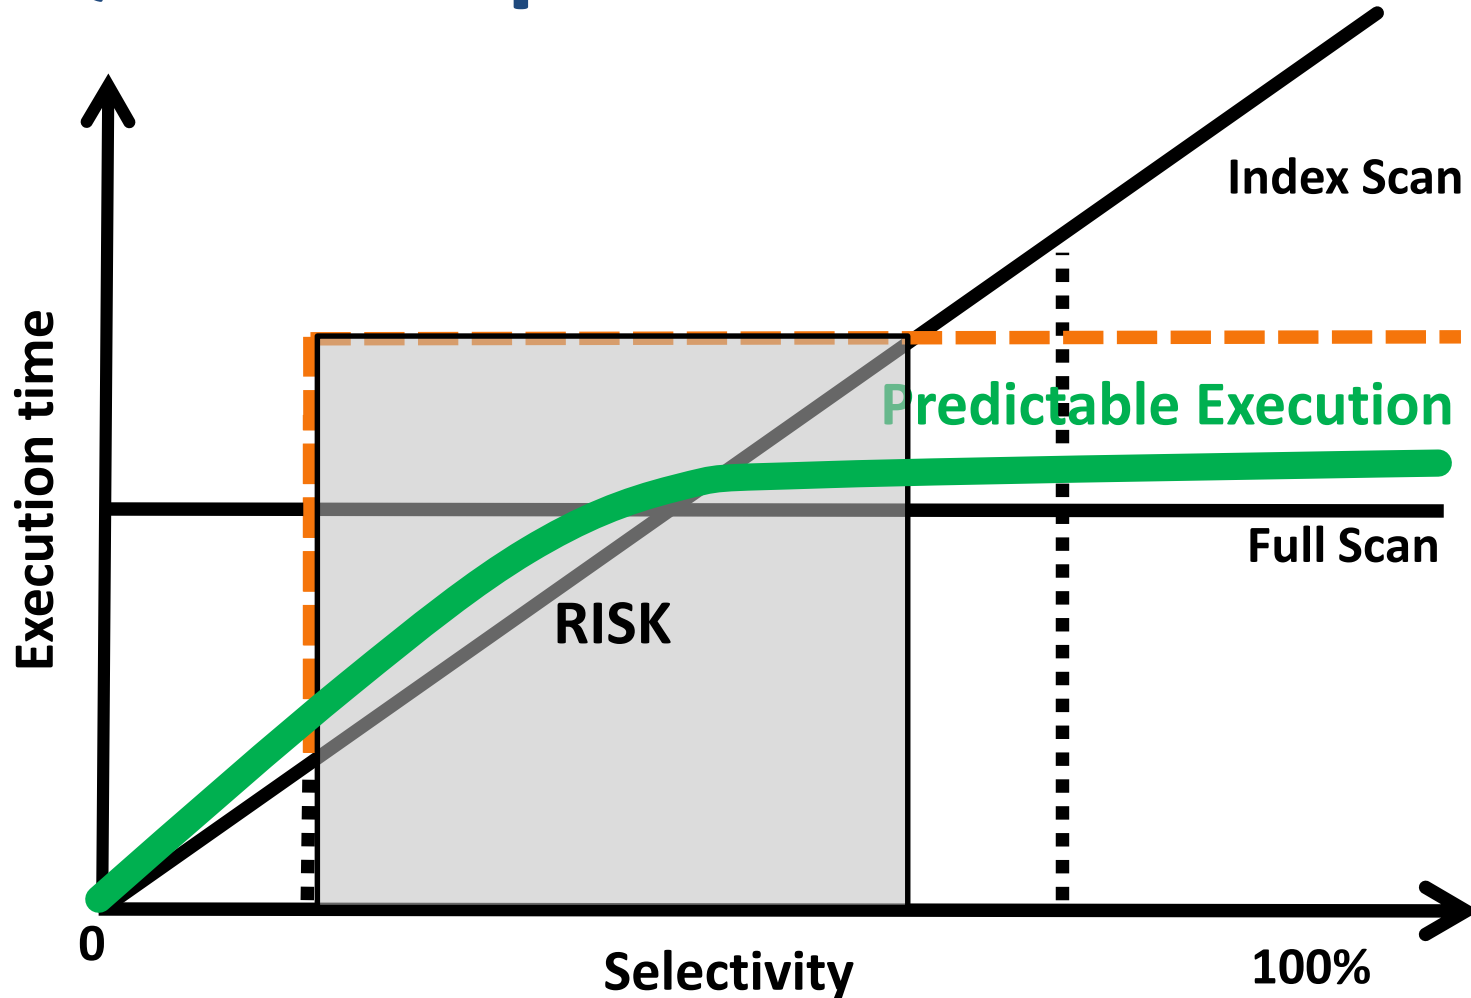 Index Scan
Predictable Execution
Full Scan
RISK
Execution time
0
Selectivity
100%